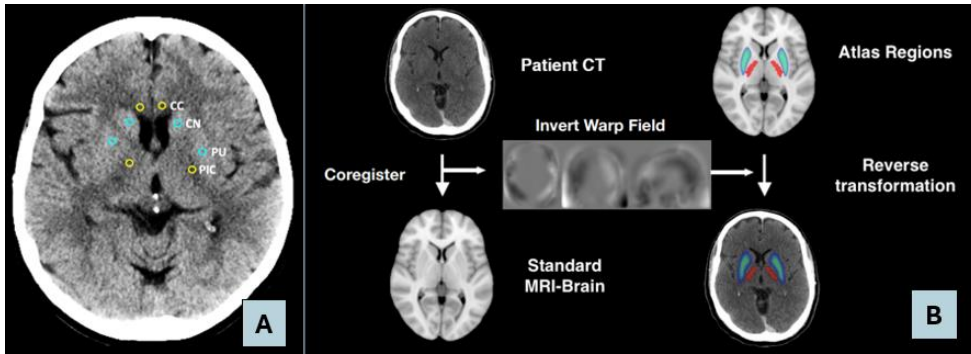 CC
CN
PU
PIC
A
Patient CT
Atlas Regions
Invert Warp Field
Coregister
Reverse
transformation
Standard
MRI-Brain
B